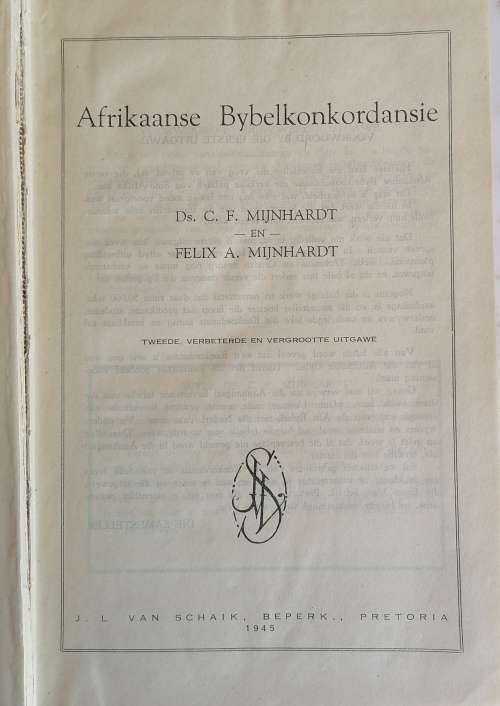 Afrikaanse Bybelkonkordansie
Ds. C. F. MIJNHARDT
— EN —
FELIX A. MIJNHARDT
TWEEDE, VERBETERDE EN VERGROOTTE UITGAWE
J. L. VAN SCHAIK, BEPERK., PRETORIA
1945